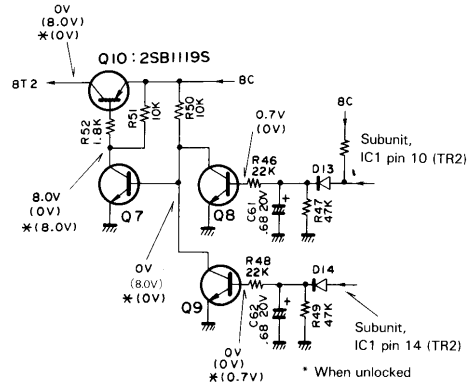 0V
(8.0V)
*(0V)
Q10:2SB1119S
8T2
8C
R52
1.8K
R51
10K
R50
10K
0.7V
(0V)
8C
Subunit,
IC1 pin 10 (TR2)
R46
22K
D13
8.0V
(0V)
*(8.0V)
Q7
Q8
C61
.68 20V
+
R47
47K
0V
(8.0V)
*(0V)
R48
22K
D14
Q9
C62
.68 20V
+
R49
47K
Subunit,
IC1 pin 14 (TR2)
0V
(0V)
*(0.7V)
* When unlocked